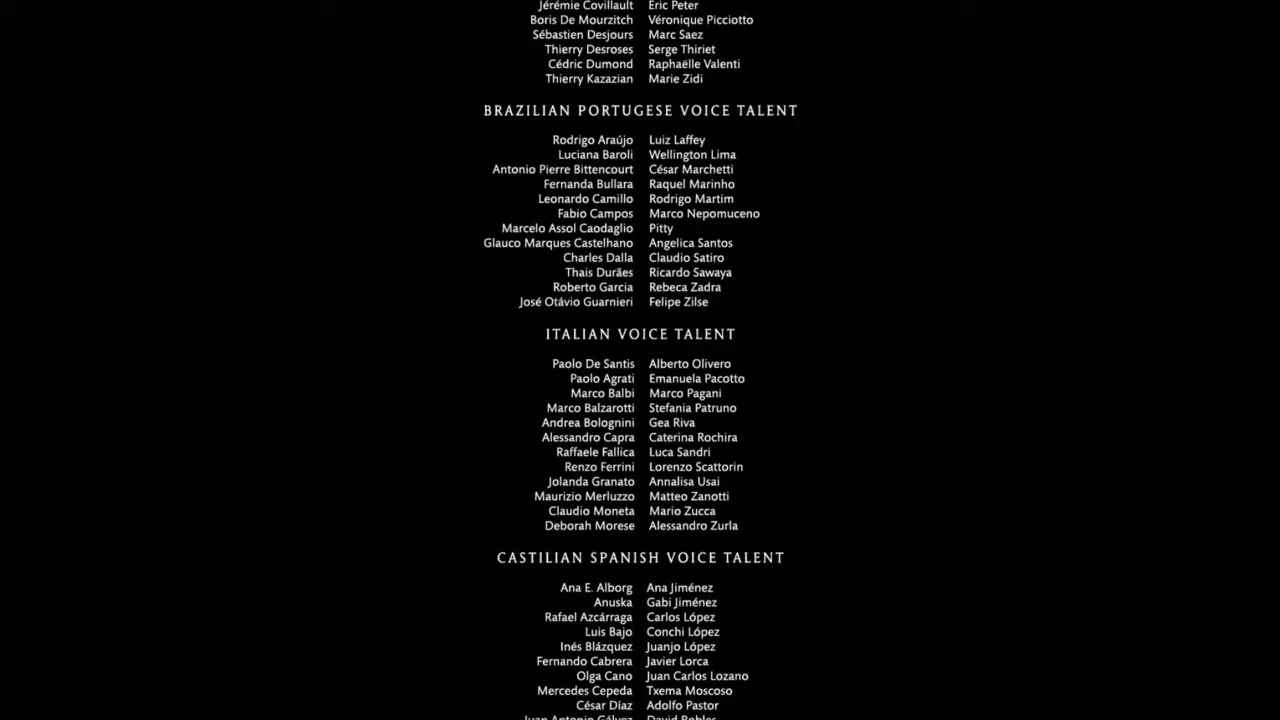 Jérémie Covillault Eric Peter
Boris De Mourzitch Véronique Picciotto
Sébastien Desjours Marc Saez
Thierry Desroses Serge Thiriet
Cédric Dumond Raphaëlle Valenti
Thierry Kazazian Marie Zidi
BRAZILIAN PORTUGESE VOICE TALENT
Rodrigo Araújo Luiz Laffey
Luciana Baroli Wellington Lima
Antonio Pierre Bittencourt César Marchetti
Fernanda Bullara Raquel Marinho
Leonardo Camillo Rodrigo Martim
Fabio Campos Marco Nepomuceno
Marcelo Assol Caodaglio Pitty
Glauco Marques Castelhano Angelica Santos
Charles Dalla Claudio Satiro
Thais Durães Ricardo Sawaya
Roberto Garcia Rebeca Zadra
José Otávio Guarnieri Felipe Zilse
ITALIAN VOICE TALENT
Paolo De Santis Alberto Olivero
Paolo Agrati Emanuela Pacotto
Marco Balbi Marco Pagani
Marco Balzarotti Stefania Patruno
Andrea Bolognini Gea Riva
Alessandro Capra Caterina Rochira
Raffaele Fallica Luca Sandri
Renzo Ferrini Lorenzo Scattorin
Jolanda Granato Annalisa Usai
Maurizio Merluzzo Matteo Zanotti
Claudio Moneta Mario Zucca
Deborah Morese Alessandro Zurla
CASTILIAN SPANISH VOICE TALENT
Ana E. Alborg Ana Jiménez
Anuska Gabi Jiménez
Rafael Azcárraga Carlos López
Luis Bajo Conchi López
Inés Blázquez Juanjo López
Fernando Cabrera Javier Lorca
Olga Cano Juan Carlos Lozano
Mercedes Cepeda Txema Moscoso
César Díaz Adolfo Pastor
Juan Antonio Gálvez David Robles